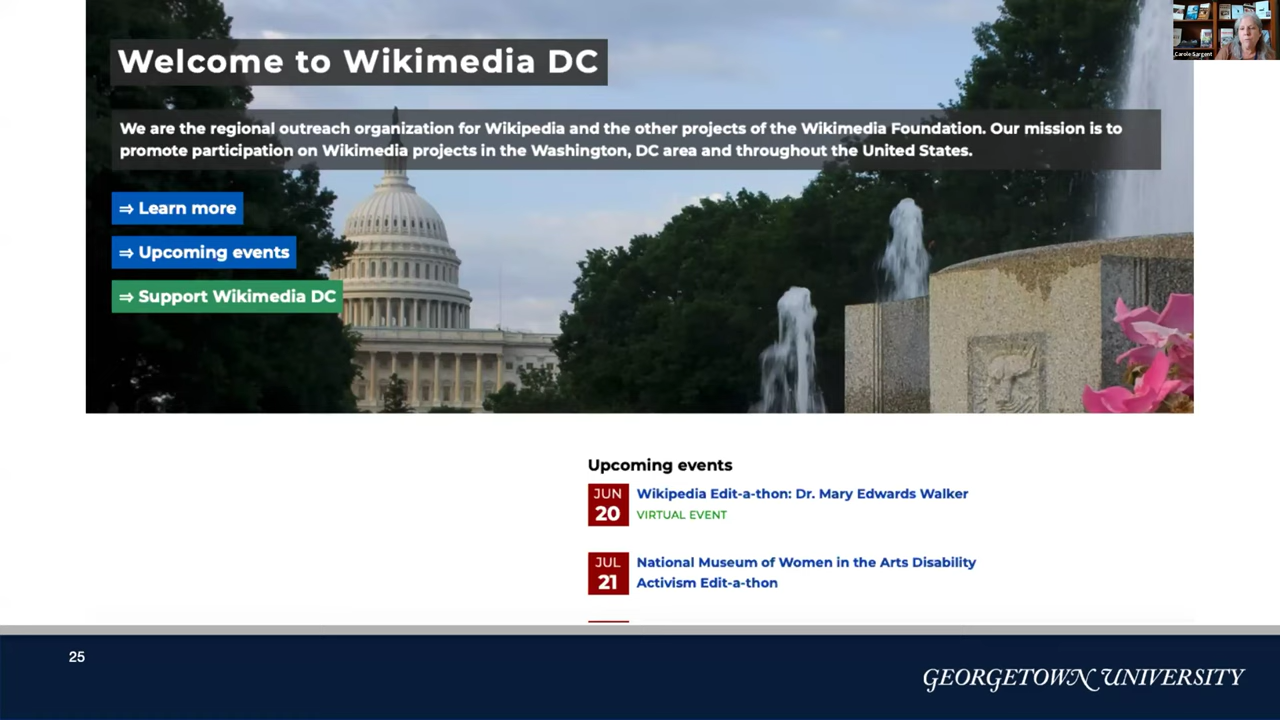 Carole Sargent
Welcome to Wikimedia DC
We are the regional outreach organization for Wikipedia and the other projects of the Wikimedia Foundation. Our mission is to
promote participation on Wikimedia projects in the Washington, DC area and throughout the United States.
⇒ Learn more
⇒ Upcoming events
⇒ Support Wikimedia DC
Upcoming events
JUN
20
Wikipedia Edit-a-thon: Dr. Mary Edwards Walker
VIRTUAL EVENT
JUL
21
National Museum of Women in the Arts Disability
Activism Edit-a-thon
25
GEORGETOWN UNIVERSITY